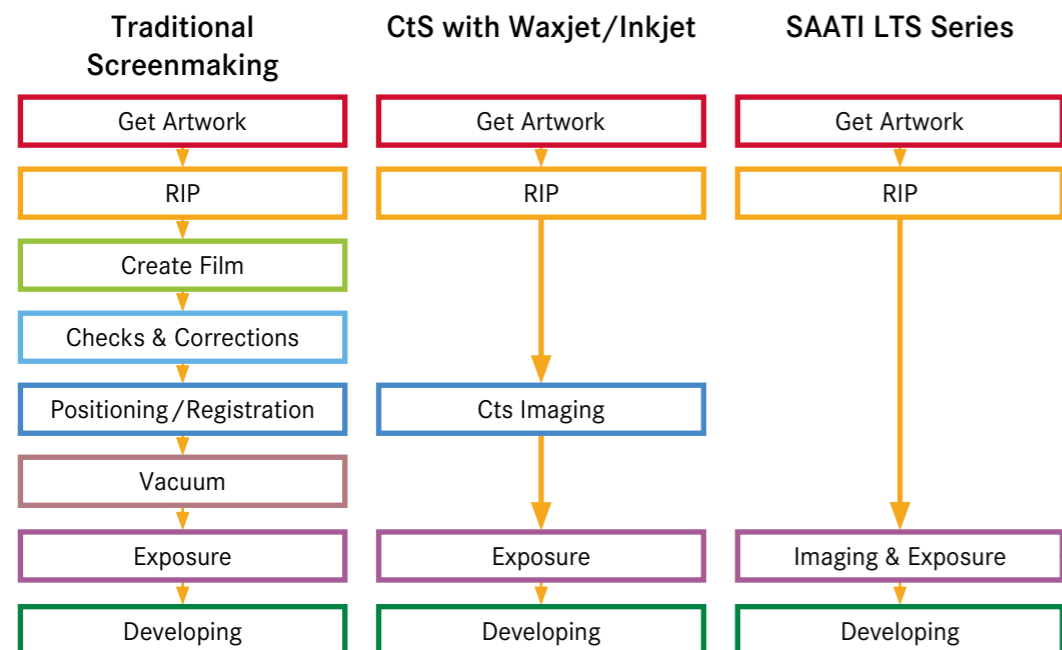 Traditional
Screenmaking
Get Artwork
RIP
Create Film
Checks & Corrections
Positioning/Registration
Vacuum
Exposure
Developing
CtS with Waxjet/Inkjet
Get Artwork
RIP
Cts Imaging
Exposure
Developing
SAATI LTS Series
Get Artwork
RIP
Imaging & Exposure
Developing